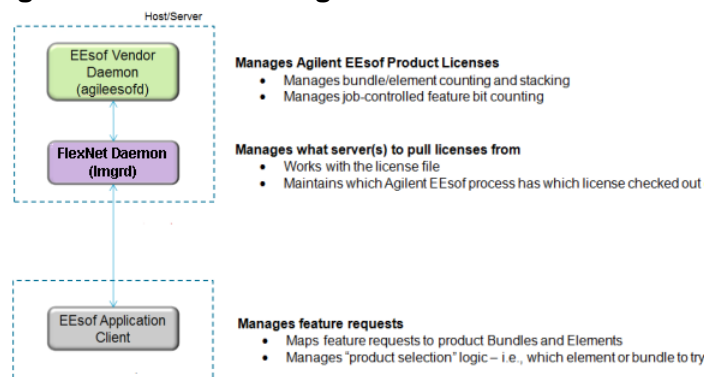 Host/Server
EEsof Vendor
Daemon
(agileesofd)
Manages Agilent EEsof Product Licenses
• Manages bundle/element counting and stacking
• Manages job-controlled feature bit counting
FlexNet Daemon
(lmgrd)
Manages what server(s) to pull licenses from
• Works with the license file
• Maintains which Agilent EEsof process has which license checked out
EEsof Application
Client
Manages feature requests
• Maps feature requests to product Bundles and Elements
• Manages “product selection” logic – i.e., which element or bundle to try